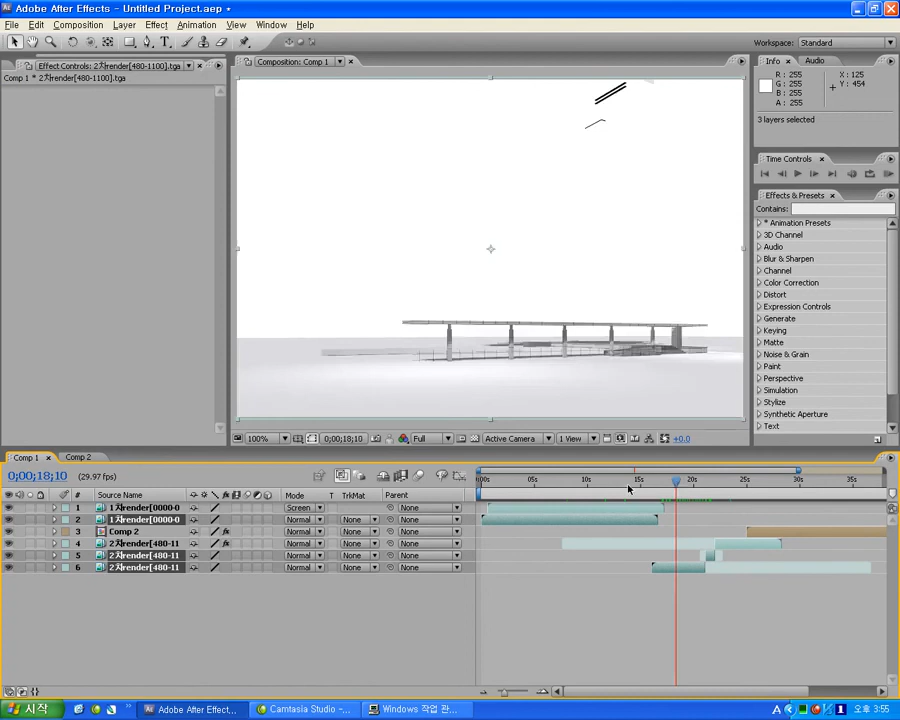 Adobe After Effects - Untitled Project.aep
File Edit Composition Layer Effect Animation View Window Help
Workspace: Standard
Effect Controls: 2차render[480-1100].tga
Comp 1 * 2차render[480-1100].tga
Composition: Comp 1
Info Audio
R : 255
G : 255
B : 255
A : 255
X : 125
Y : 454
3 layers selected
Time Controls
Effects & Presets
Contains:
* Animation Presets
3D Channel
Audio
Blur & Sharpen
Channel
Color Correction
Distort
Expression Controls
Generate
Keying
Matte
Noise & Grain
Paint
Perspective
Simulation
Stylize
Synthetic Aperture
Text
100% 0;00;18;10 Full Active Camera 1 View +0.0
Comp 1 Comp 2
0;00;18;10 (29.97 fps)
:00s 05s 10s 15s 20s 25s 30s 35s
# Source Name Mode T TrkMat Parent
1 1차render[0000-0 Screen None
2 1차render[0000-0 Normal None None
3 Comp 2 Normal None None
4 2차render[480-11 Normal None None
5 2차render[480-11 Normal None None
6 2차render[480-11 Normal None None
시작 Adobe After Effect... Camtasia Studio -... Windows 작업 관... A 오후 3:55